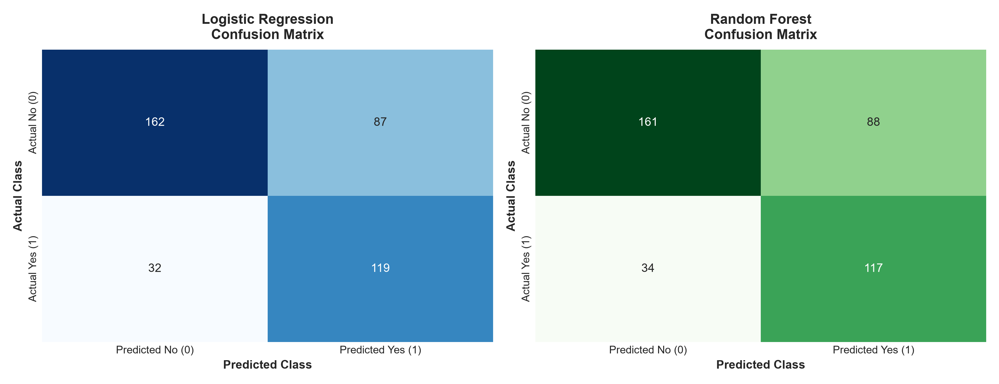 Logistic Regression
Confusion Matrix
Actual Class
Actual No (0)
Actual Yes (1)
162
87
32
119
Predicted No (0)
Predicted Yes (1)
Predicted Class
Random Forest
Confusion Matrix
Actual Class
Actual No (0)
Actual Yes (1)
161
88
34
117
Predicted No (0)
Predicted Yes (1)
Predicted Class